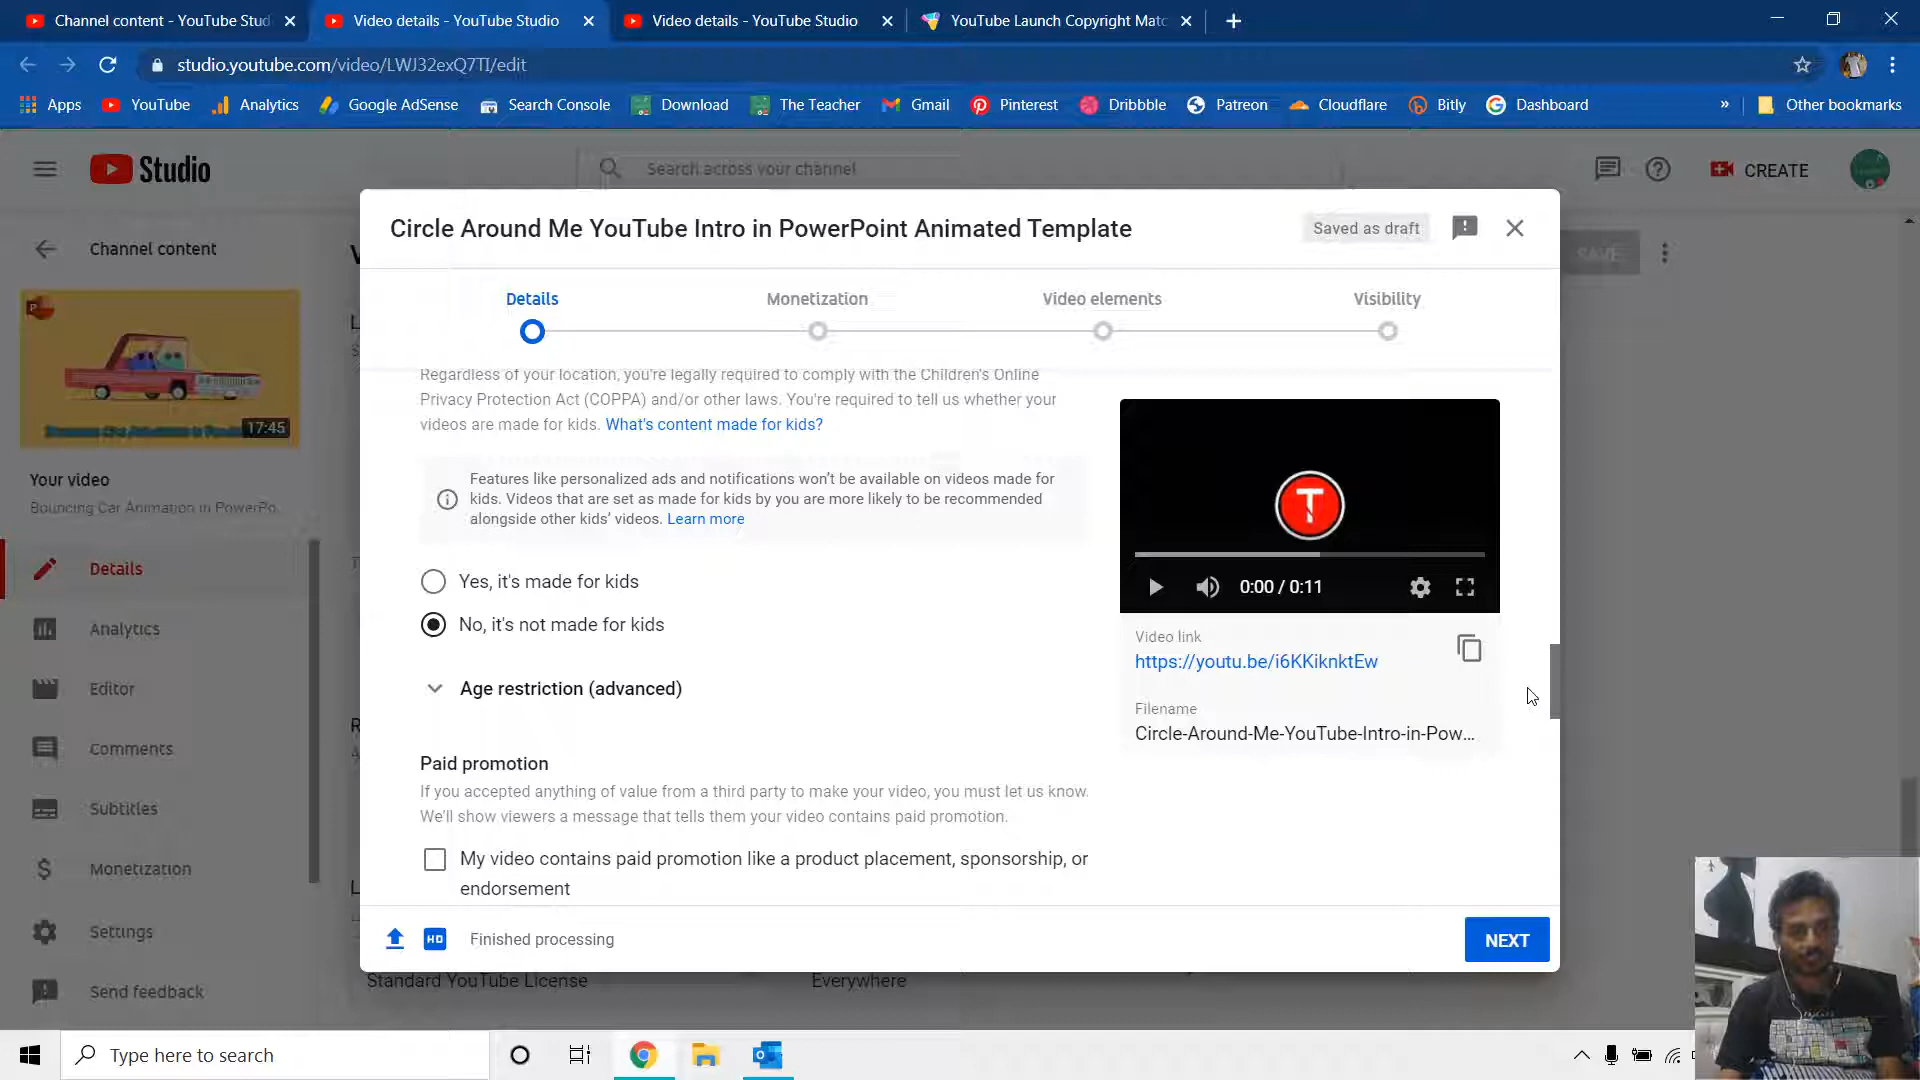 Channel content - YouTube Stud
Video details - YouTube Studio
Video details - YouTube Studio
YouTube Launch Copyright Matc
studio.youtube.com/video/LWJ32exQ7TI/edit
Apps
YouTube
Analytics
Google AdSense
Search Console
Download
The Teacher
Gmail
Pinterest
Dribbble
Patreon
Cloudflare
Bitly
Dashboard
»
Other bookmarks
Studio
Search across your channel
CREATE
Channel content
SAVE
17:45
Your video
Bouncing Car Animation in PowerPo...
Details
Analytics
Editor
Comments
Subtitles
Monetization
Settings
Send feedback
Circle Around Me YouTube Intro in PowerPoint Animated Template
Saved as draft
Details
Monetization
Video elements
Visibility
Regardless of your location, you're legally required to comply with the Children's Online
Privacy Protection Act (COPPA) and/or other laws. You're required to tell us whether your
videos are made for kids. What's content made for kids?
Features like personalized ads and notifications won't be available on videos made for
kids. Videos that are set as made for kids by you are more likely to be recommended
alongside other kids' videos. Learn more
Yes, it's made for kids
No, it's not made for kids
Age restriction (advanced)
Paid promotion
If you accepted anything of value from a third party to make your video, you must let us know.
We'll show viewers a message that tells them your video contains paid promotion.
My video contains paid promotion like a product placement, sponsorship, or
endorsement
T
0:00 / 0:11
Video link
https://youtu.be/i6KKiknktEw
Filename
Circle-Around-Me-YouTube-Intro-in-Pow...
HD
Finished processing
NEXT
Standard YouTube License
Everywhere
Type here to search